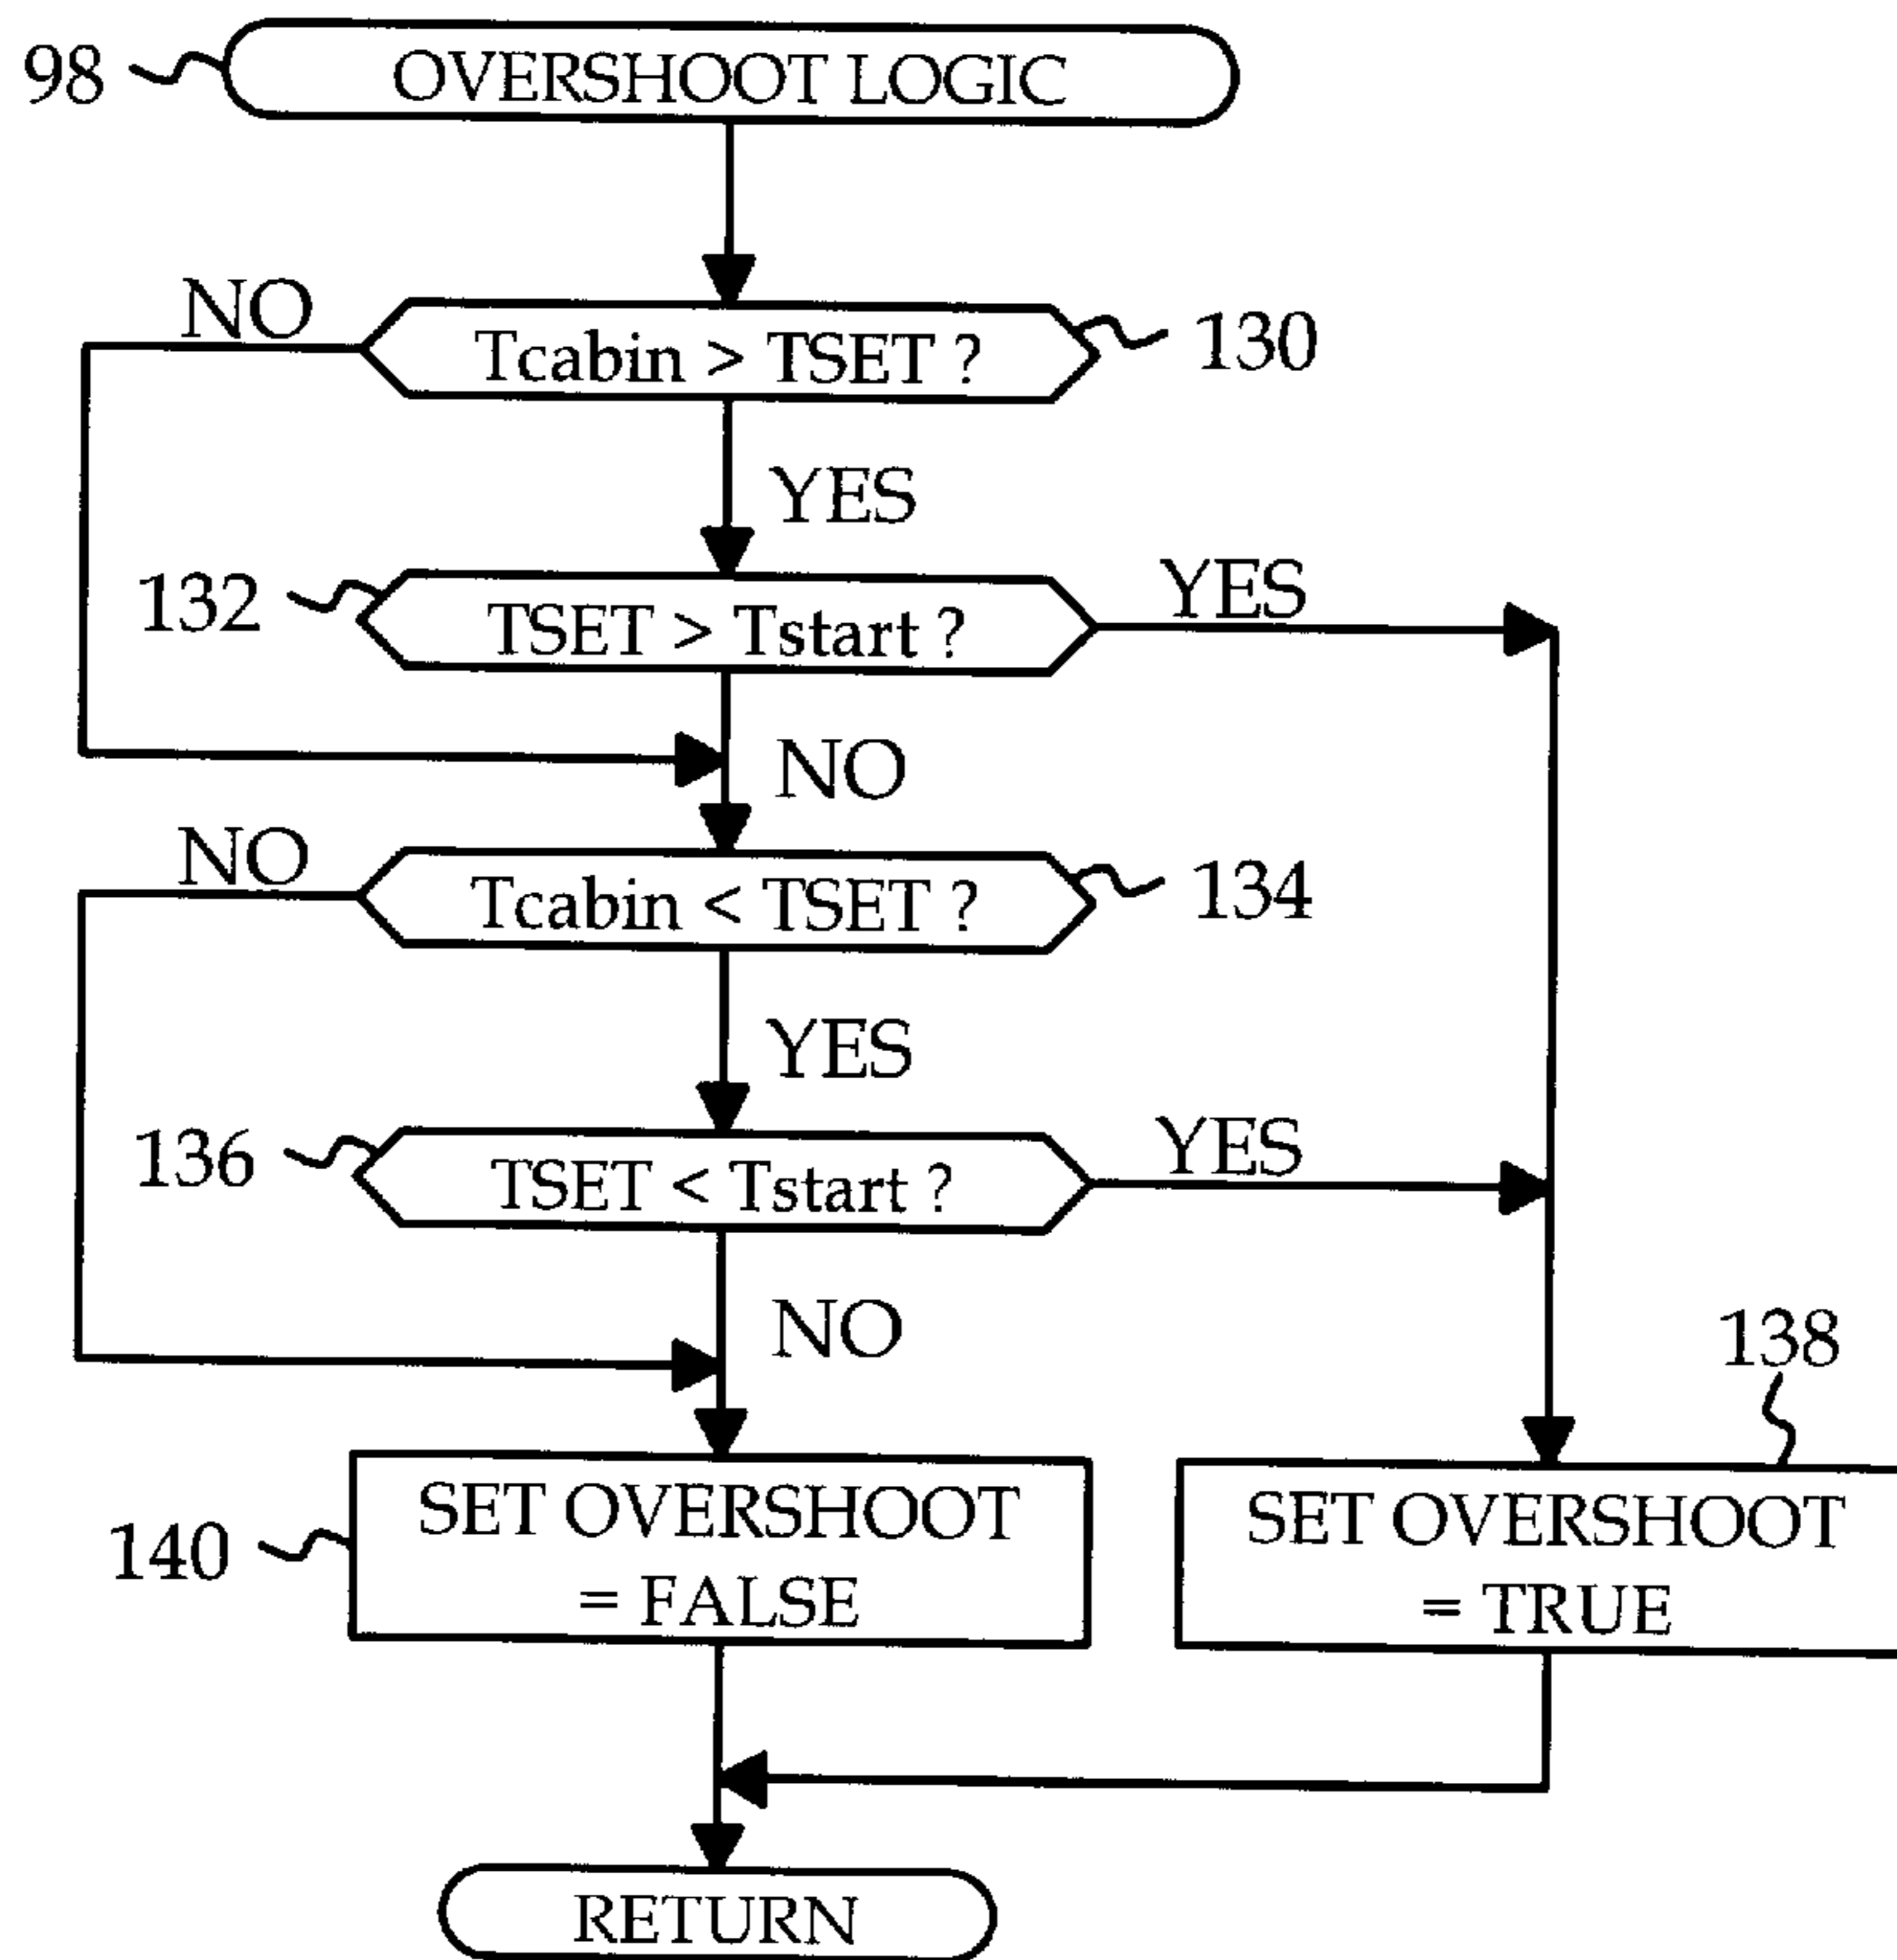 98
OVERSHOOT LOGIC
NO
Tcabin > TSET ?
130
YES
132
TSET > Tstart ?
YES
NO
NO
Tcabin < TSET ?
134
YES
136
TSET < Tstart ?
YES
NO
138
140
SET OVERSHOOT
= FALSE
SET OVERSHOOT
= TRUE
RETURN